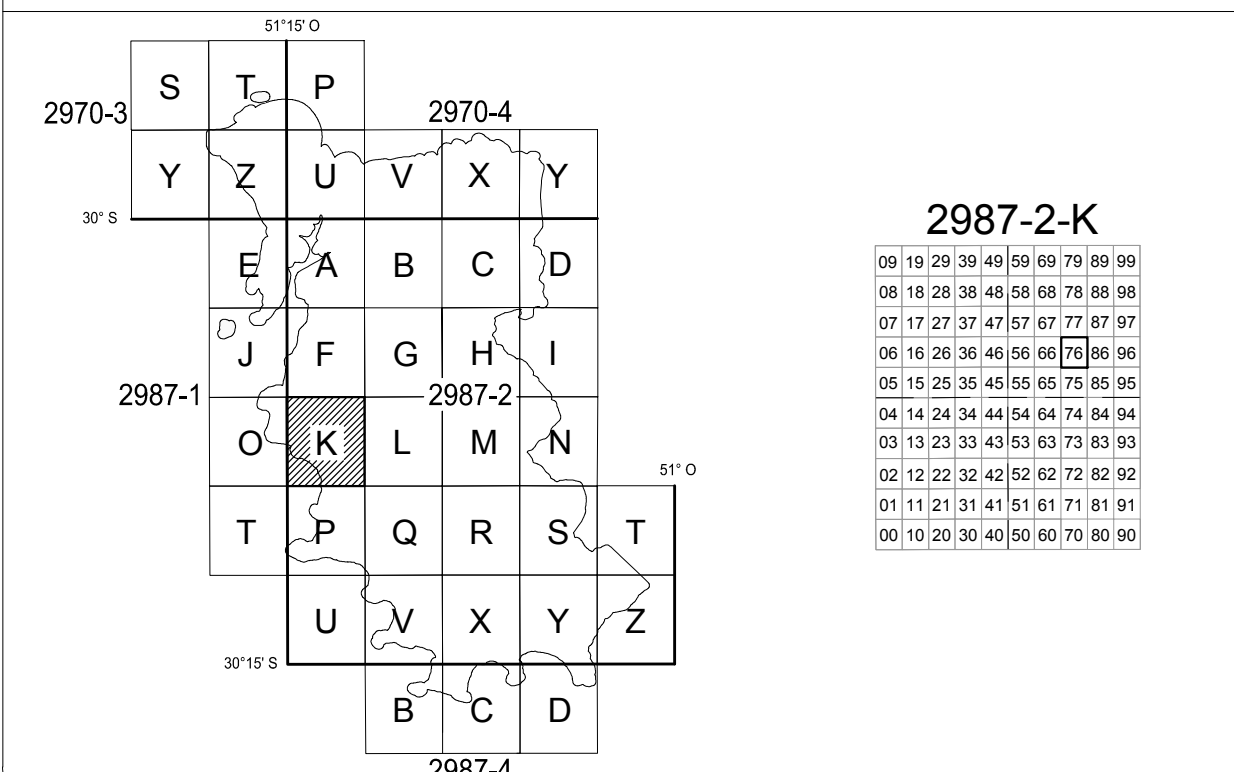 51°15' O
S T P
2970-3 2970-4
Y Z U V X Y
30° S
E A B C D
J F G H I
2987-1 2987-2
O K L M N
51° O
T P Q R S T
U V X Y Z
30°15' S
B C D
2987-4
2987-2-K
09 19 29 39 49 59 69 79 89 99
08 18 28 38 48 58 68 78 88 98
07 17 27 37 47 57 67 77 87 97
06 16 26 36 46 56 66 76 86 96
05 15 25 35 45 55 65 75 85 95
04 14 24 34 44 54 64 74 84 94
03 13 23 33 43 53 63 73 83 93
02 12 22 32 42 52 62 72 82 92
01 11 21 31 41 51 61 71 81 91
00 10 20 30 40 50 60 70 80 90